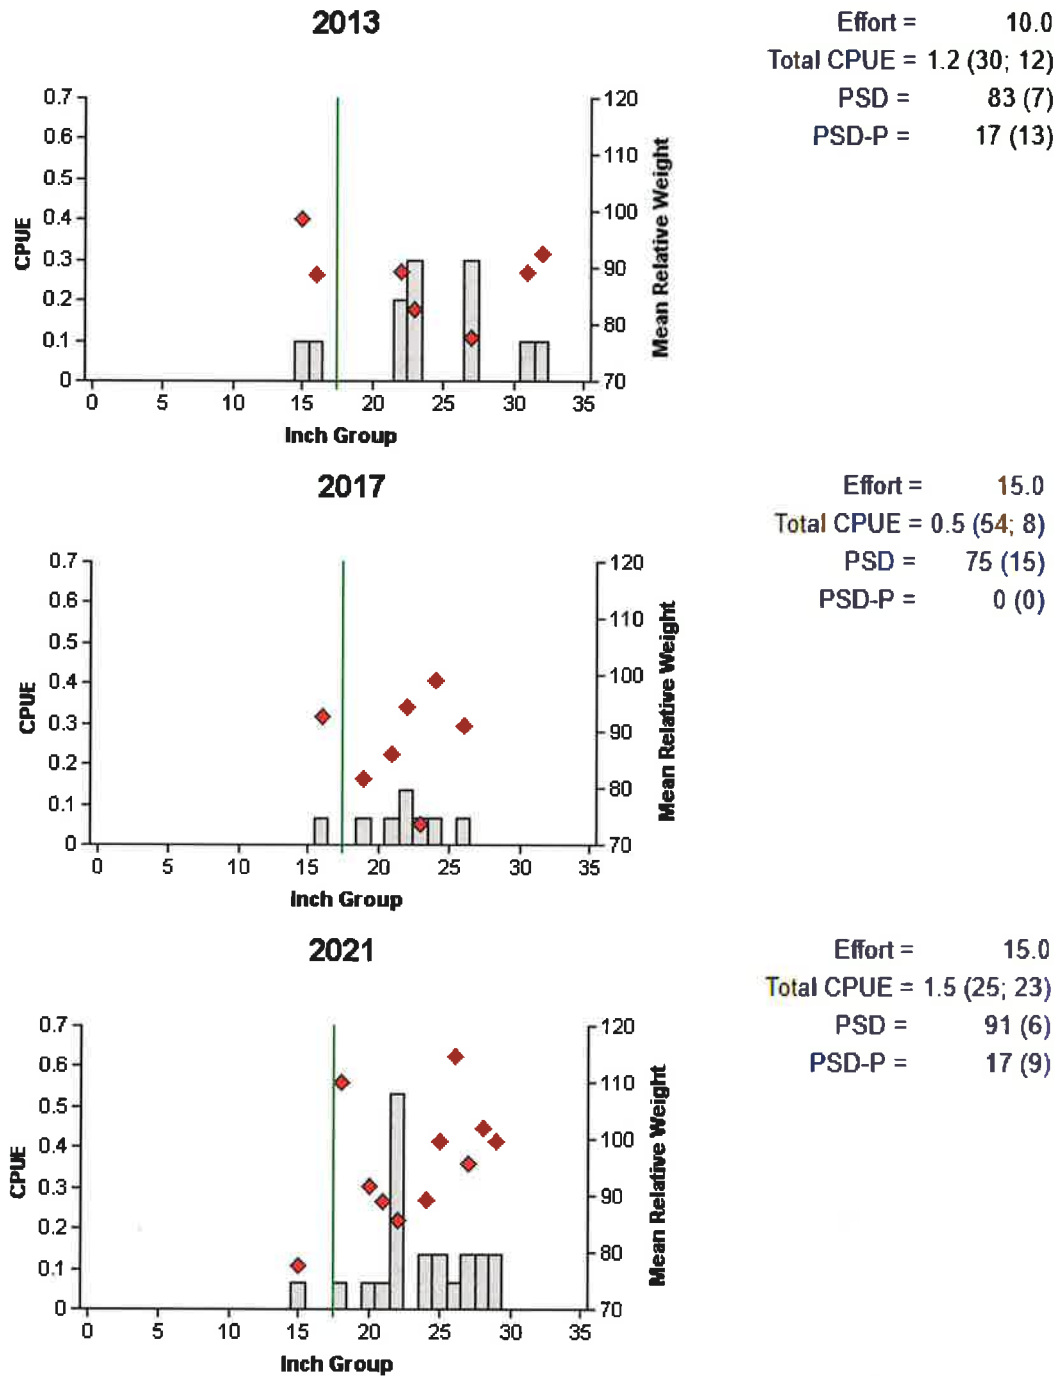 2013
Effort = 10.0
Total CPUE = 1.2 (30; 12)
PSD = 83 (7)
PSD-P = 17 (13)
0.7
0.6
0.5
0.4
0.3
0.2
0.1
0
CPUE
120
110
100
90
80
70
Mean Relative Weight
0 5 10 15 20 25 30 35
Inch Group
2017
Effort = 15.0
Total CPUE = 0.5 (54; 8)
PSD = 75 (15)
PSD-P = 0 (0)
0.7
0.6
0.5
0.4
0.3
0.2
0.1
0
CPUE
120
110
100
90
80
70
Mean Relative Weight
0 5 10 15 20 25 30 35
Inch Group
2021
Effort = 15.0
Total CPUE = 1.5 (25; 23)
PSD = 91 (6)
PSD-P = 17 (9)
0.7
0.6
0.5
0.4
0.3
0.2
0.1
0
CPUE
120
110
100
90
80
70
Mean Relative Weight
0 5 10 15 20 25 30 35
Inch Group